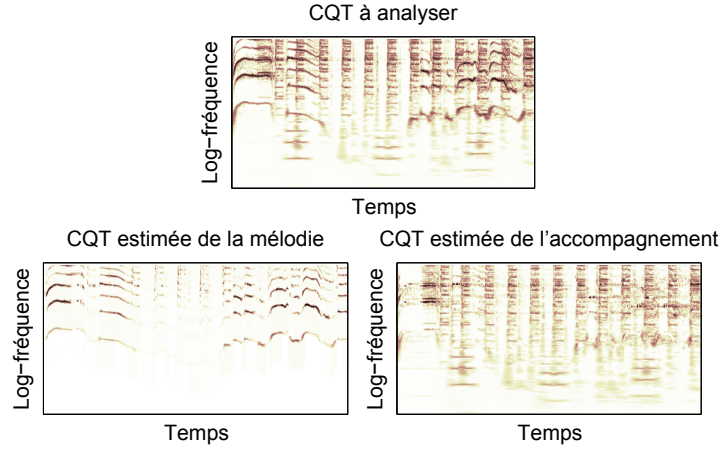 CQT à analyser
Log−fréquence
Temps
CQT estimée de la mélodie
Log−fréquence
Temps
CQT estimée de l'accompagnement
Log−fréquence
Temps